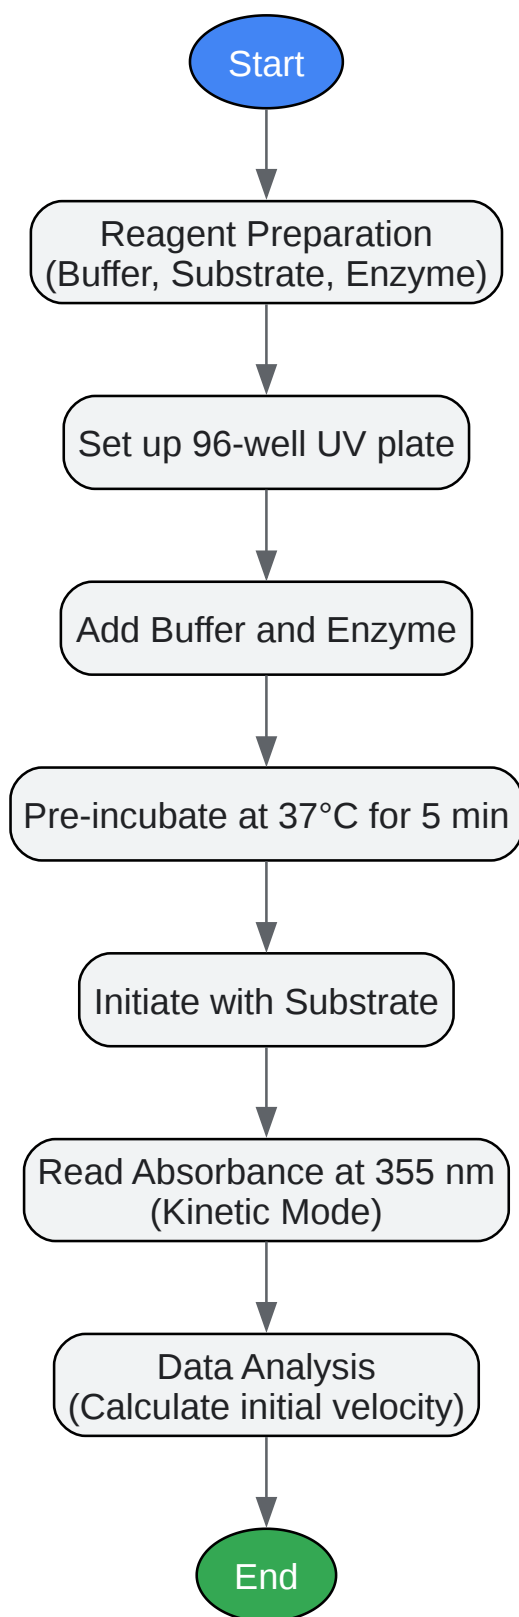 Start
Reagent Preparation
(Buffer, Substrate, Enzyme)
Set up 96-well UV plate
Add Buffer and Enzyme
Pre-incubate at 37°C for 5 min
Initiate with Substrate
Read Absorbance at 355 nm
(Kinetic Mode)
Data Analysis
(Calculate initial velocity)
End